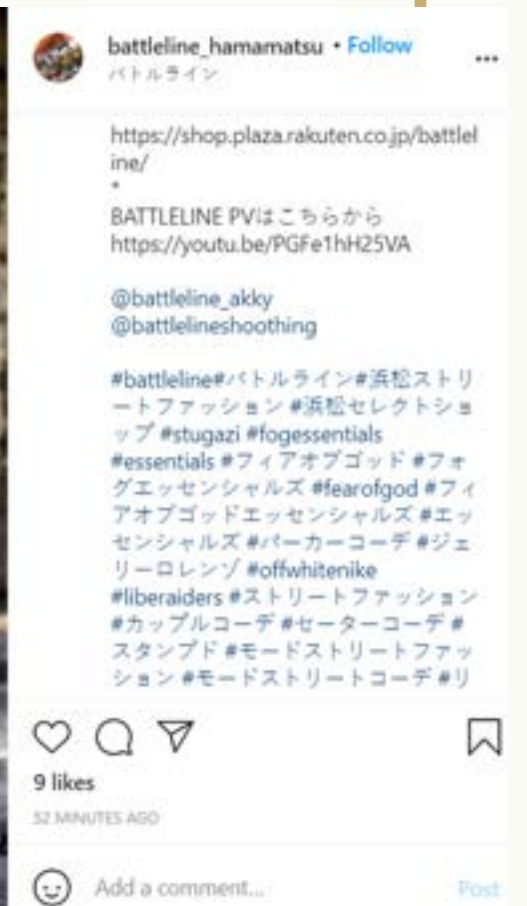 battleline_hamamatsu • Follow
バトルライン
https://shop.plaza.rakuten.co.jp/battlel
ine/
*
BATTLELINE PVはこちらから
https://youtu.be/PGFe1hH25VA
@battleline_akky
@battlelineshoothing
#battleline#バトルライン#浜松ストリ
ートファッション #浜松セレクトショ
ップ #stugazi #fogessentials
#essentials #フィアオブゴッド #フォ
グエッセンシャルズ #fearofgod #フィ
アオブゴッドエッセンシャルズ #エッ
センシャルズ #パーカーコーデ #ジェ
リーロレンゾ #offwhitenike
#liberaiders #ストリートファッション
#カップルコーデ #セーターコーデ #
スタンプド #モードストリートファッ
ション #モードストリートコーデ #リ
9 likes
52 MINUTES AGO
Add a comment...
Post